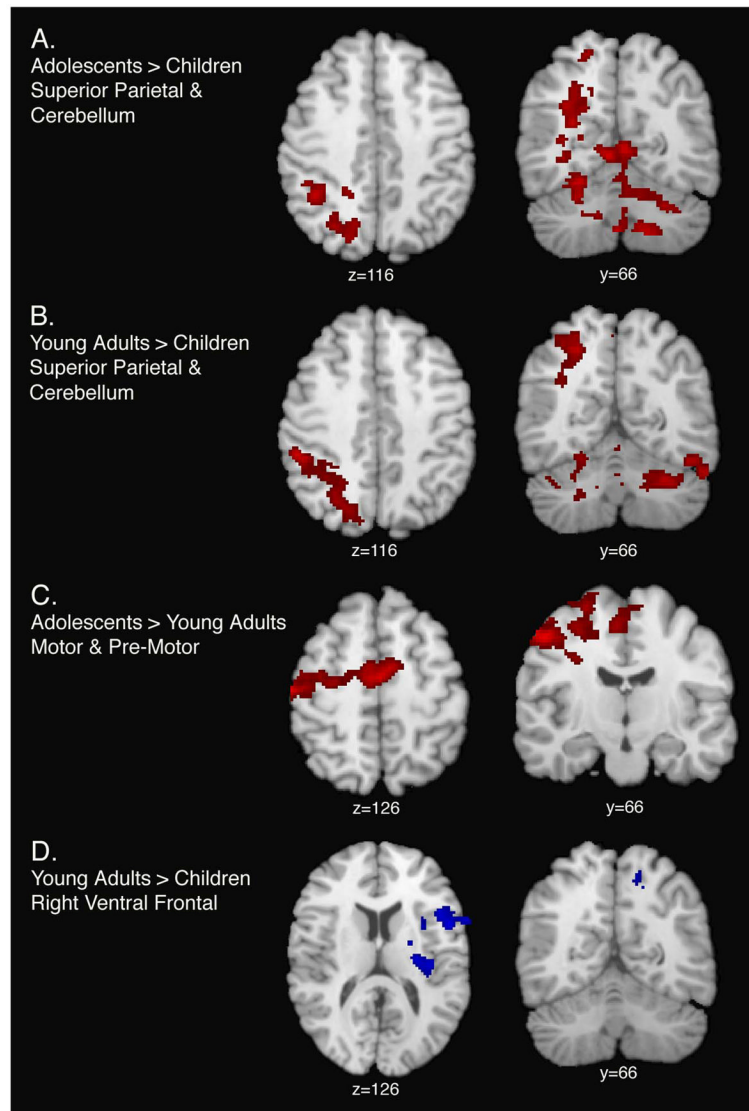 A.
Adolescents > Children
Superior Parietal &
Cerebellum
z=116
y=66
B.
Young Adults > Children
Superior Parietal &
Cerebellum
z=116
y=66
C.
Adolescents > Young Adults
Motor & Pre-Motor
z=126
y=66
D.
Young Adults > Children
Right Ventral Frontal
z=126
y=66